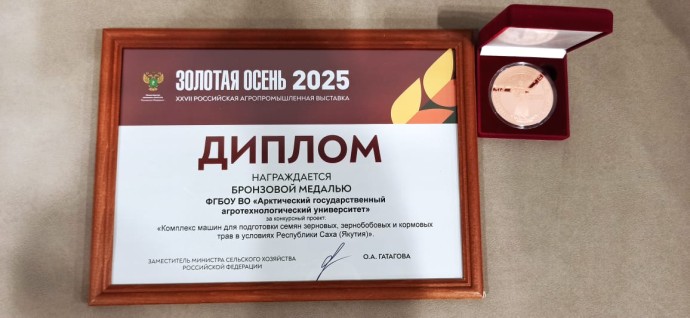 ЗОЛОТАЯ ОСЕНЬ 2025
XXVII РОССИЙСКАЯ АГРОПРОМЫШЛЕННАЯ ВЫСТАВКА
ДИПЛОМ
НАГРАЖДАЕТСЯ
БРОНЗОВОЙ МЕДАЛЬЮ
ФГБОУ ВО «Арктический государственный
агротехнологический университет»
за конкурсный проект:
«Комплекс машин для подготовки семян зерновых, зернобобовых и кормовых
трав в условиях Республики Саха (Якутия)».
ЗАМЕСТИТЕЛЬ МИНИСТРА СЕЛЬСКОГО ХОЗЯЙСТВА
РОССИЙСКОЙ ФЕДЕРАЦИИ
О.А. ГАТАГОВА